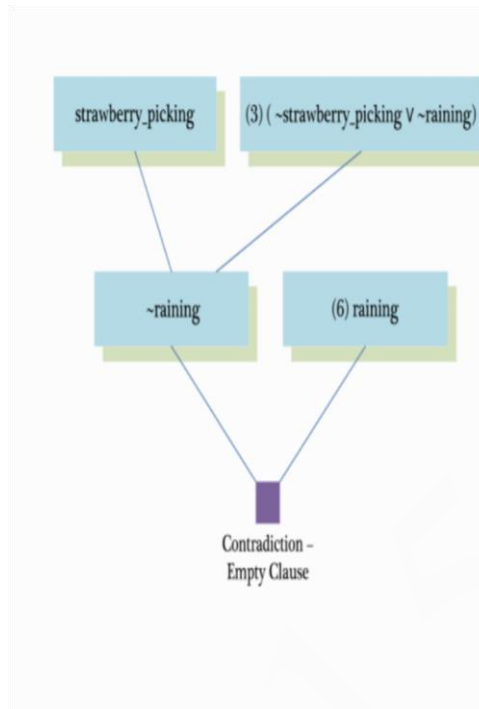 strawberry_picking
(3) ( ~strawberry_picking ∨ ~raining)
~raining
(6) raining
Contradiction –
Empty Clause